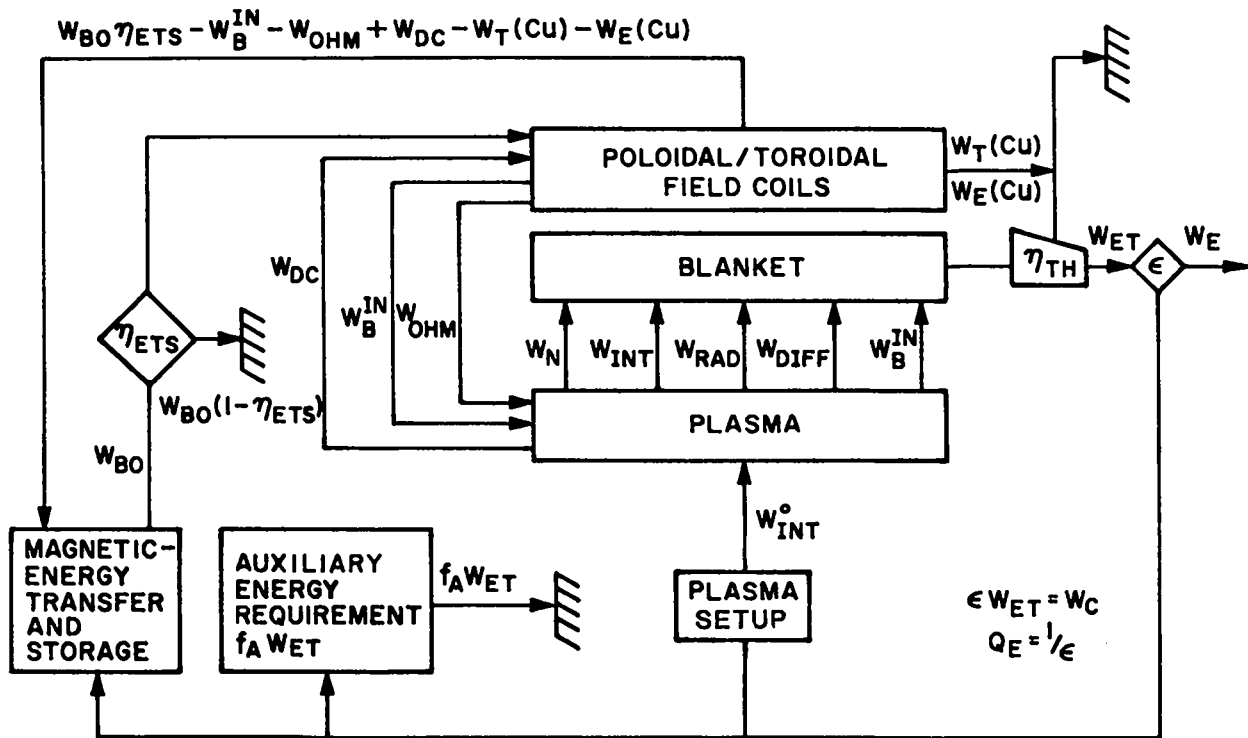 W_BO η_ETS − W_B^IN − W_OHM + W_DC − W_T(Cu) − W_E(Cu)
POLOIDAL/TOROIDAL
FIELD COILS
W_T(Cu)
W_E(Cu)
BLANKET
η_TH
W_ET
ϵ
W_E
W_DC
W_B^IN
W_OHM
η_ETS
W_N
W_INT
W_RAD
W_DIFF
W_B^IN
W_BO(1−η_ETS)
PLASMA
W_BO
W_INT^o
MAGNETIC-
ENERGY
TRANSFER
AND
STORAGE
AUXILIARY
ENERGY
REQUIREMENT
f_A W_ET
f_A W_ET
PLASMA
SETUP
ϵ W_ET = W_C
Q_E = 1/ϵ